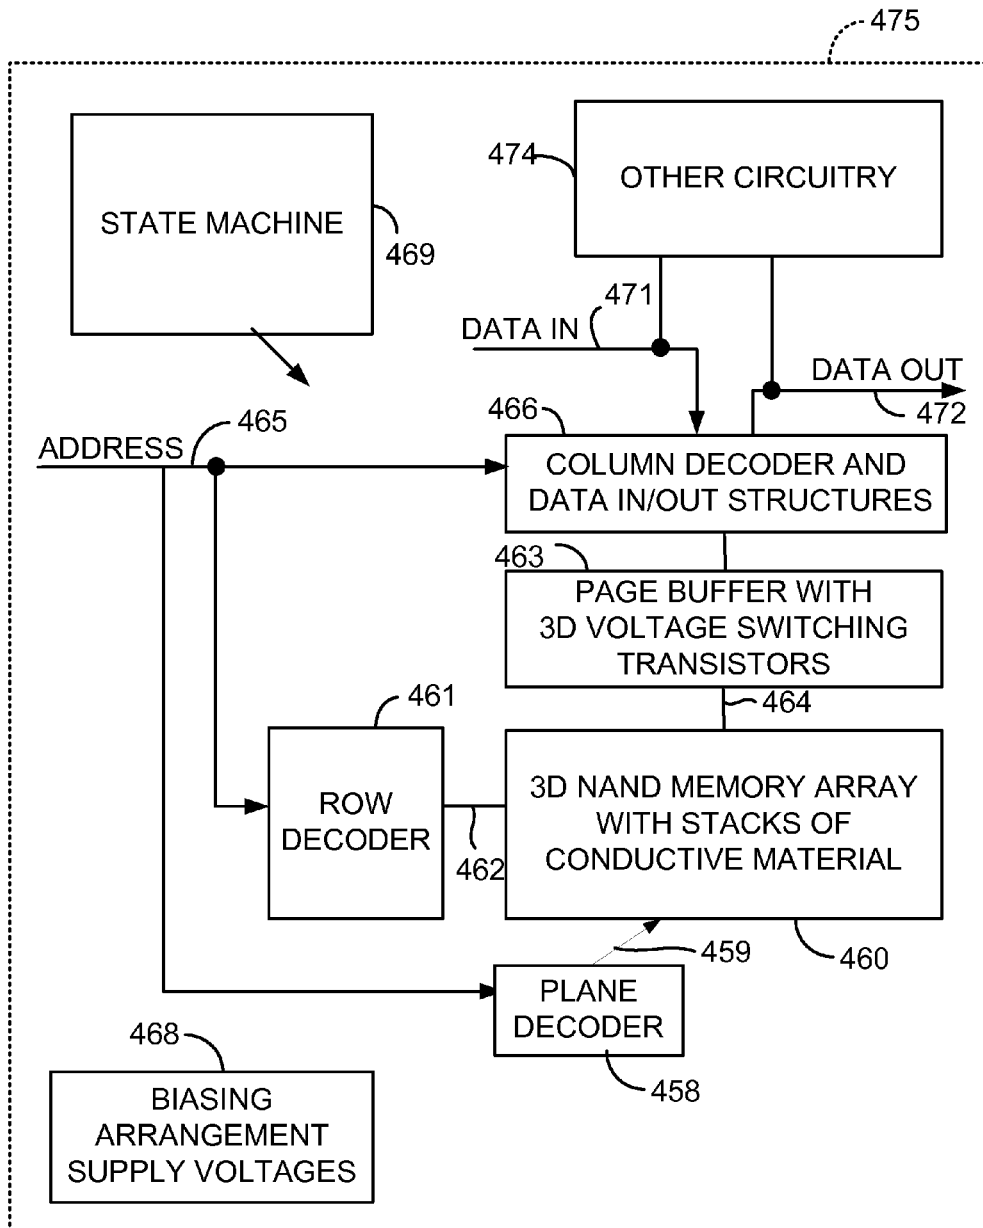 475
STATE MACHINE
469
474
OTHER CIRCUITRY
471
DATA IN
DATA OUT
472
ADDRESS
465
466
COLUMN DECODER AND
DATA IN/OUT STRUCTURES
463
PAGE BUFFER WITH
3D VOLTAGE SWITCHING
TRANSISTORS
464
461
ROW
DECODER
462
3D NAND MEMORY ARRAY
WITH STACKS OF
CONDUCTIVE MATERIAL
459
460
PLANE
DECODER
458
468
BIASING
ARRANGEMENT
SUPPLY VOLTAGES